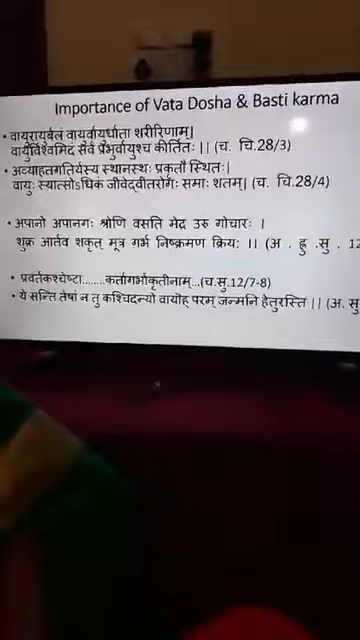 Importance of Vata Dosha & Basti karma
• वायुरायुर्बलं वायुर्वायुर्धाता शरीरिणाम्|
वायुर्विश्वमिदं सर्वं प्रभुर्वायुश्च कीर्तितः || (च. चि.28/3)
• अव्याहतगतिर्यस्य स्थानस्थः प्रकृतौ स्थितः|
वायुः स्यात्सोऽधिकं जीवेद्वीतरोगः समाः शतम्| (च. चि.28/4)
• अपानो अपानगः श्रोणि वसति मेद्र उरु गोचारः ।
शुक्र आर्तव शकृत् मूत्र गर्भ निष्क्रमण क्रियः ।। (अ . ह्रु .सु . 12
• प्रवर्तकश्चेष्टा........कर्तागर्भाकृतीनाम्...(च.सु.12/7-8)
• ये सन्ति तेषां न तु कश्चिदन्यो वायोह् परम् जन्मनि हेतुरस्ति || (अ. सु